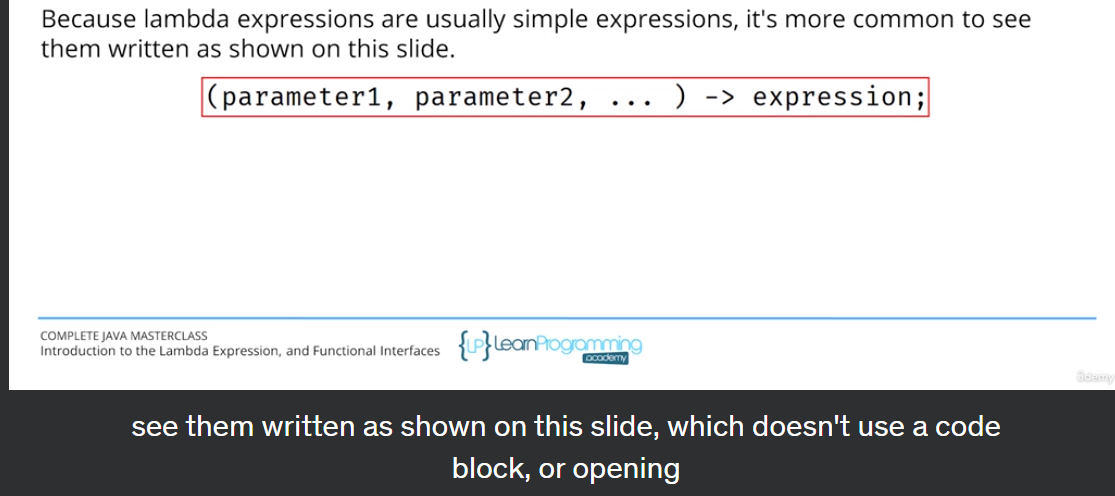 Because lambda expressions are usually simple expressions, it's more common to see
them written as shown on this slide.
(parameter1, parameter2, ... ) -> expression;
COMPLETE JAVA MASTERCLASS
Introduction to the Lambda Expression, and Functional Interfaces
{LP} LearnProgramming
academy
ûdemy
see them written as shown on this slide, which doesn't use a code
block, or opening